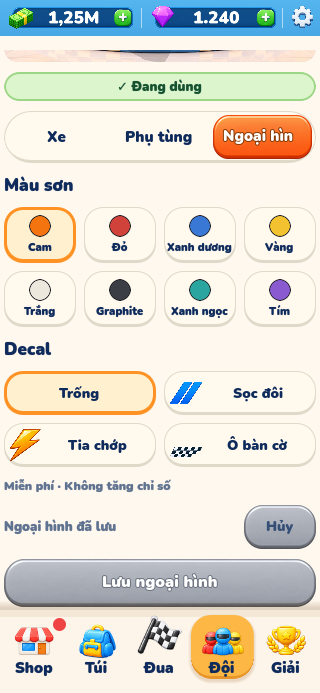 1,25M
1.240
✓ Đang dùng
Xe
Phụ tùng
Ngoại hìn
Màu sơn
Cam
Đỏ
Xanh dương
Vàng
Trắng
Graphite
Xanh ngọc
Tím
Decal
Trống
Sọc đôi
Tia chớp
Ô bàn cờ
Miễn phí · Không tăng chỉ số
Ngoại hình đã lưu
Hủy
Lưu ngoại hình
Shop
Túi
Đua
Đội
Giải